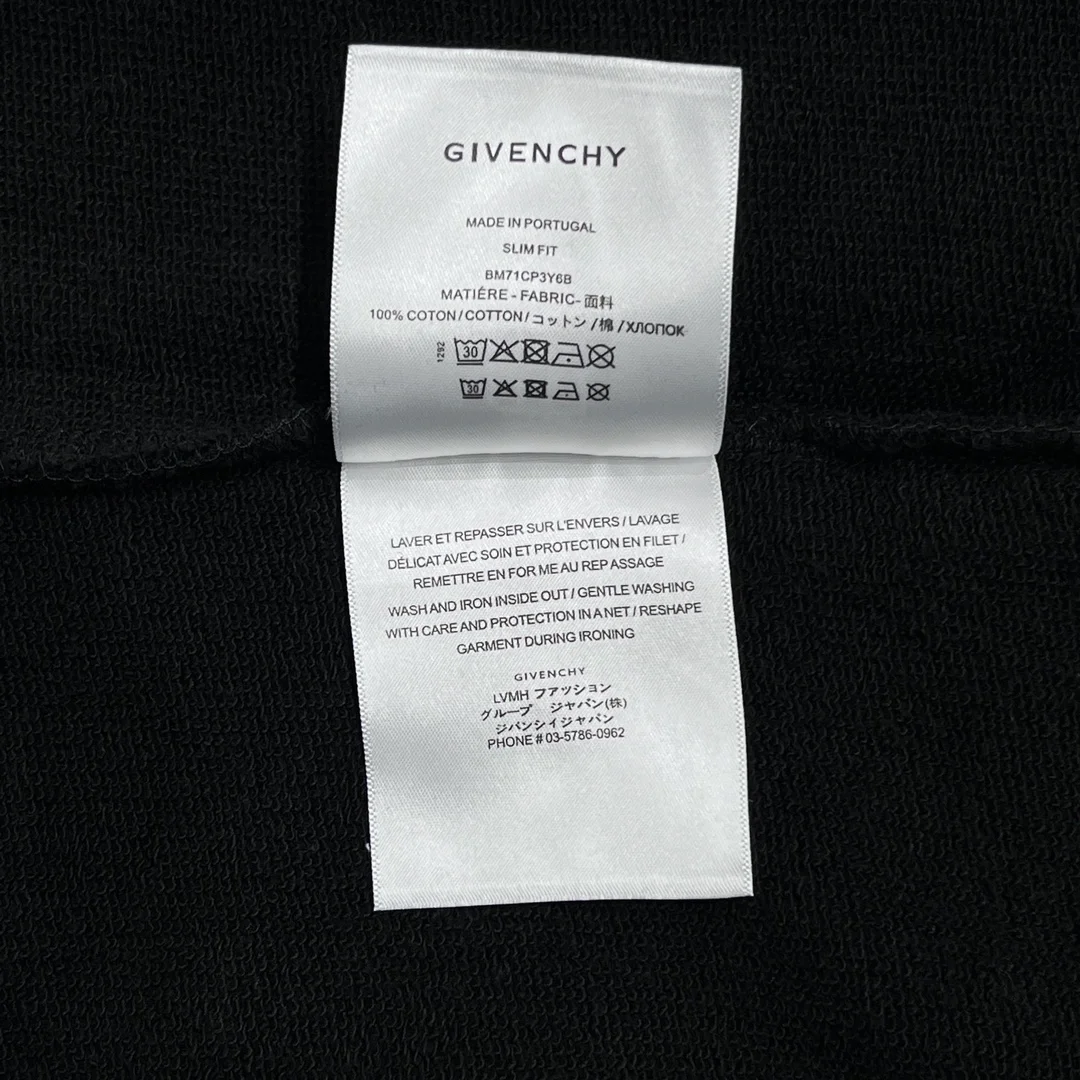 GIVENCHY
MADE IN PORTUGAL
SLIM FIT
BM71CP3Y6B
MATIÉRE - FABRIC- 面料
100% COTON/COTTON/コットン/棉/ХЛОПОК
1292
30
30
LAVER ET REPASSER SUR L'ENVERS / LAVAGE
DÉLICAT AVEC SOIN ET PROTECTION EN FILET /
REMETTRE EN FOR ME AU REP ASSAGE
WASH AND IRON INSIDE OUT / GENTLE WASHING
WITH CARE AND PROTECTION IN A NET / RESHAPE
GARMENT DURING IRONING
GIVENCHY
LVMH ファッション
グループ ジャパン(株)
ジバンシイジャパン
PHONE # 03-5786-0962